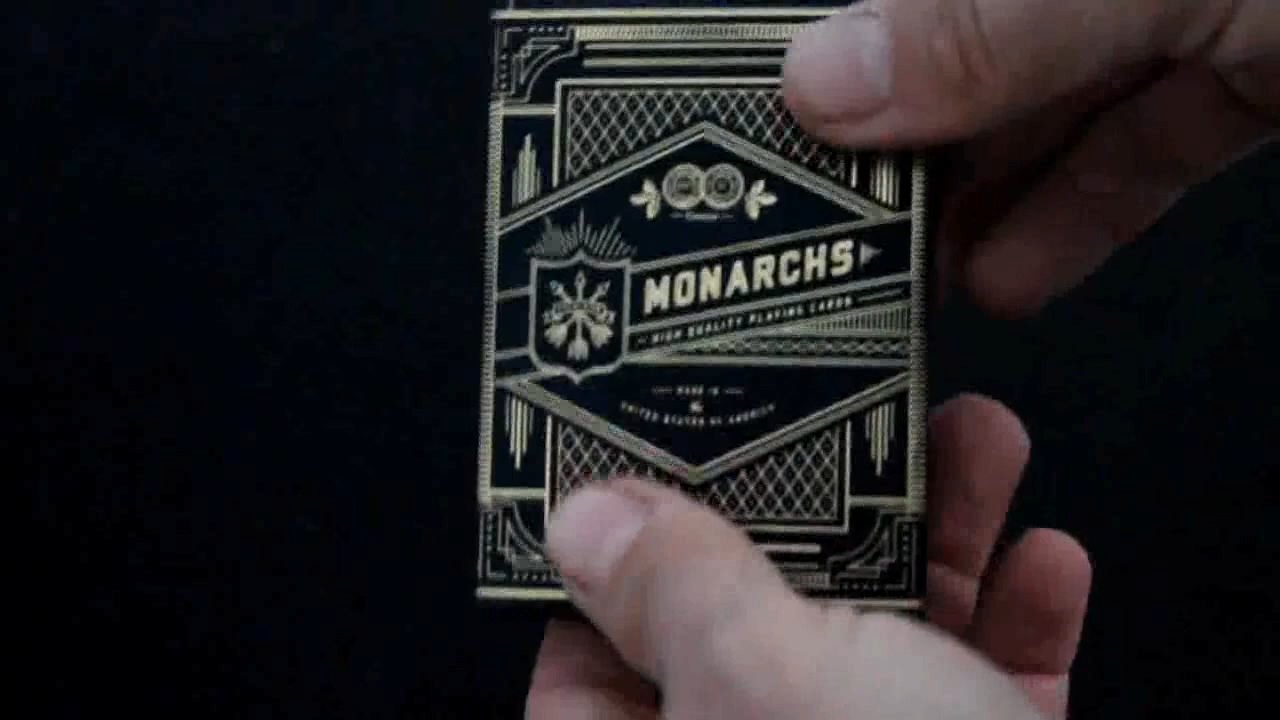 MONARCHS
HIGH QUALITY PLAYING CARDS
MADE IN
UNITED STATES OF AMERICA